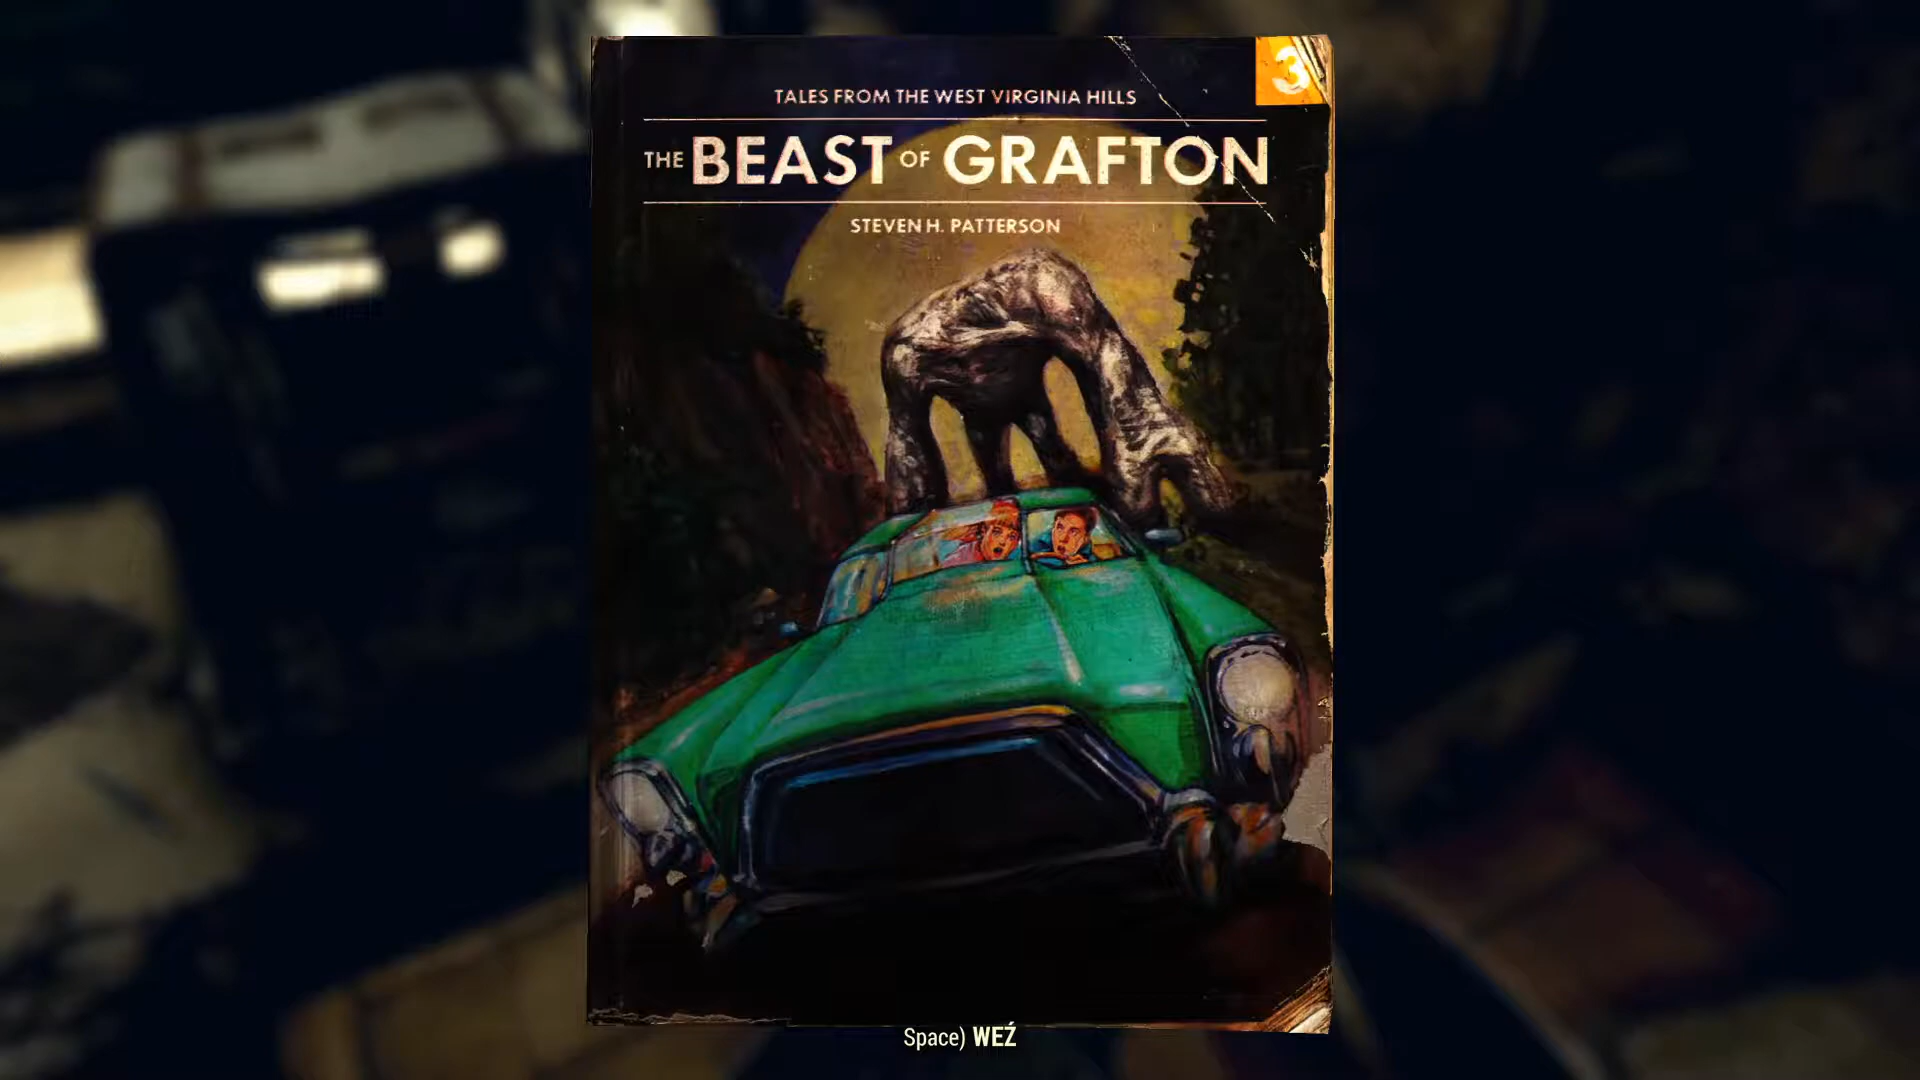 3
TALES FROM THE WEST VIRGINIA HILLS
THE BEAST OF GRAFTON
STEVEN H. PATTERSON
Space) WEŹ